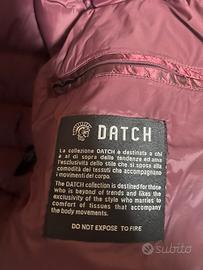 DATCH
La collezione DATCH è destinata a chi
è al di sopra delle tendenze ed ama
l'esclusività dello stile che si sposa alla
comodità dei tessuti che accompagnano
i movimenti del corpo.
The DATCH collection is destined for those
who is beyond of trends and likes the
exclusivity of the style who marries to
comfort of tissues that accompany
the body movements.
DO NOT EXPOSE TO FIRE
subito